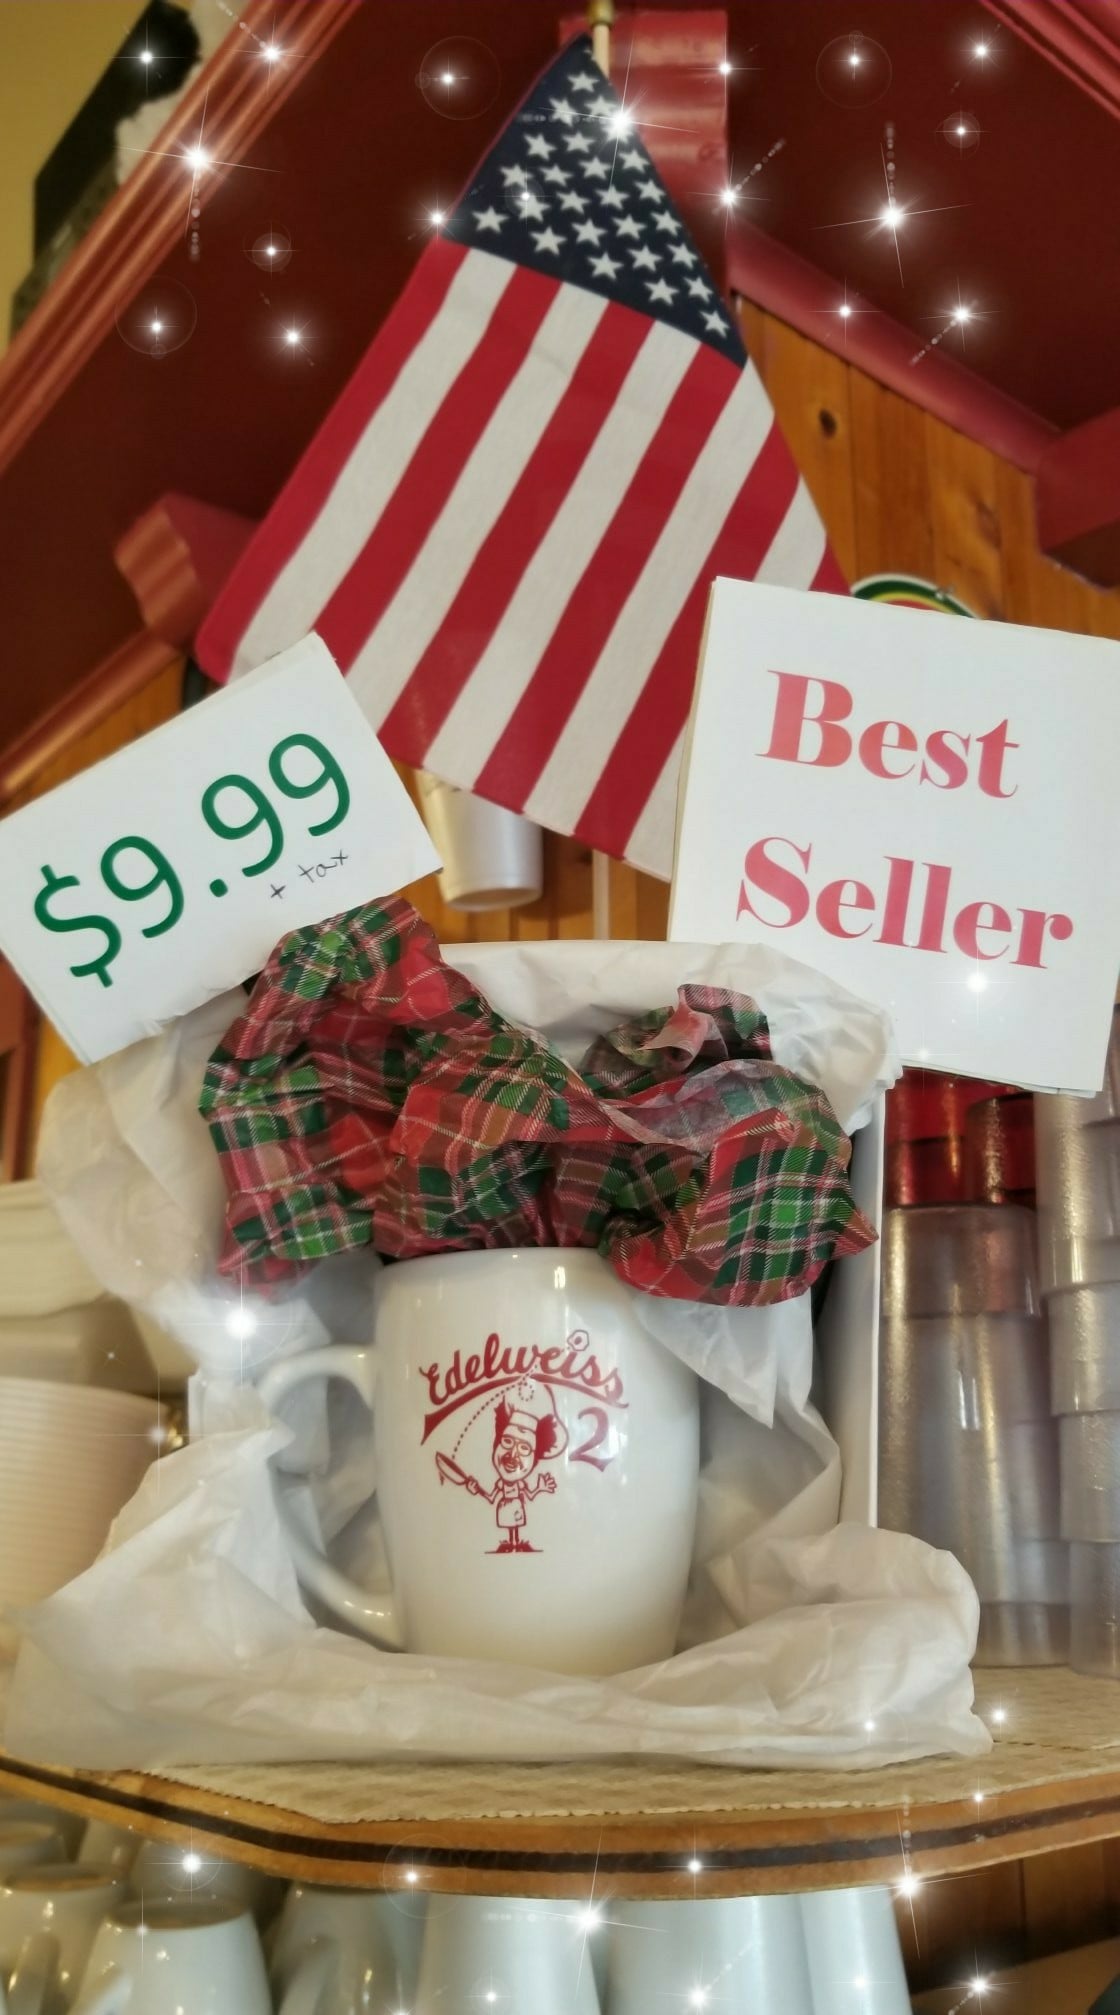 $9.99
+ tax
Best
Seller
Edelweiss
2